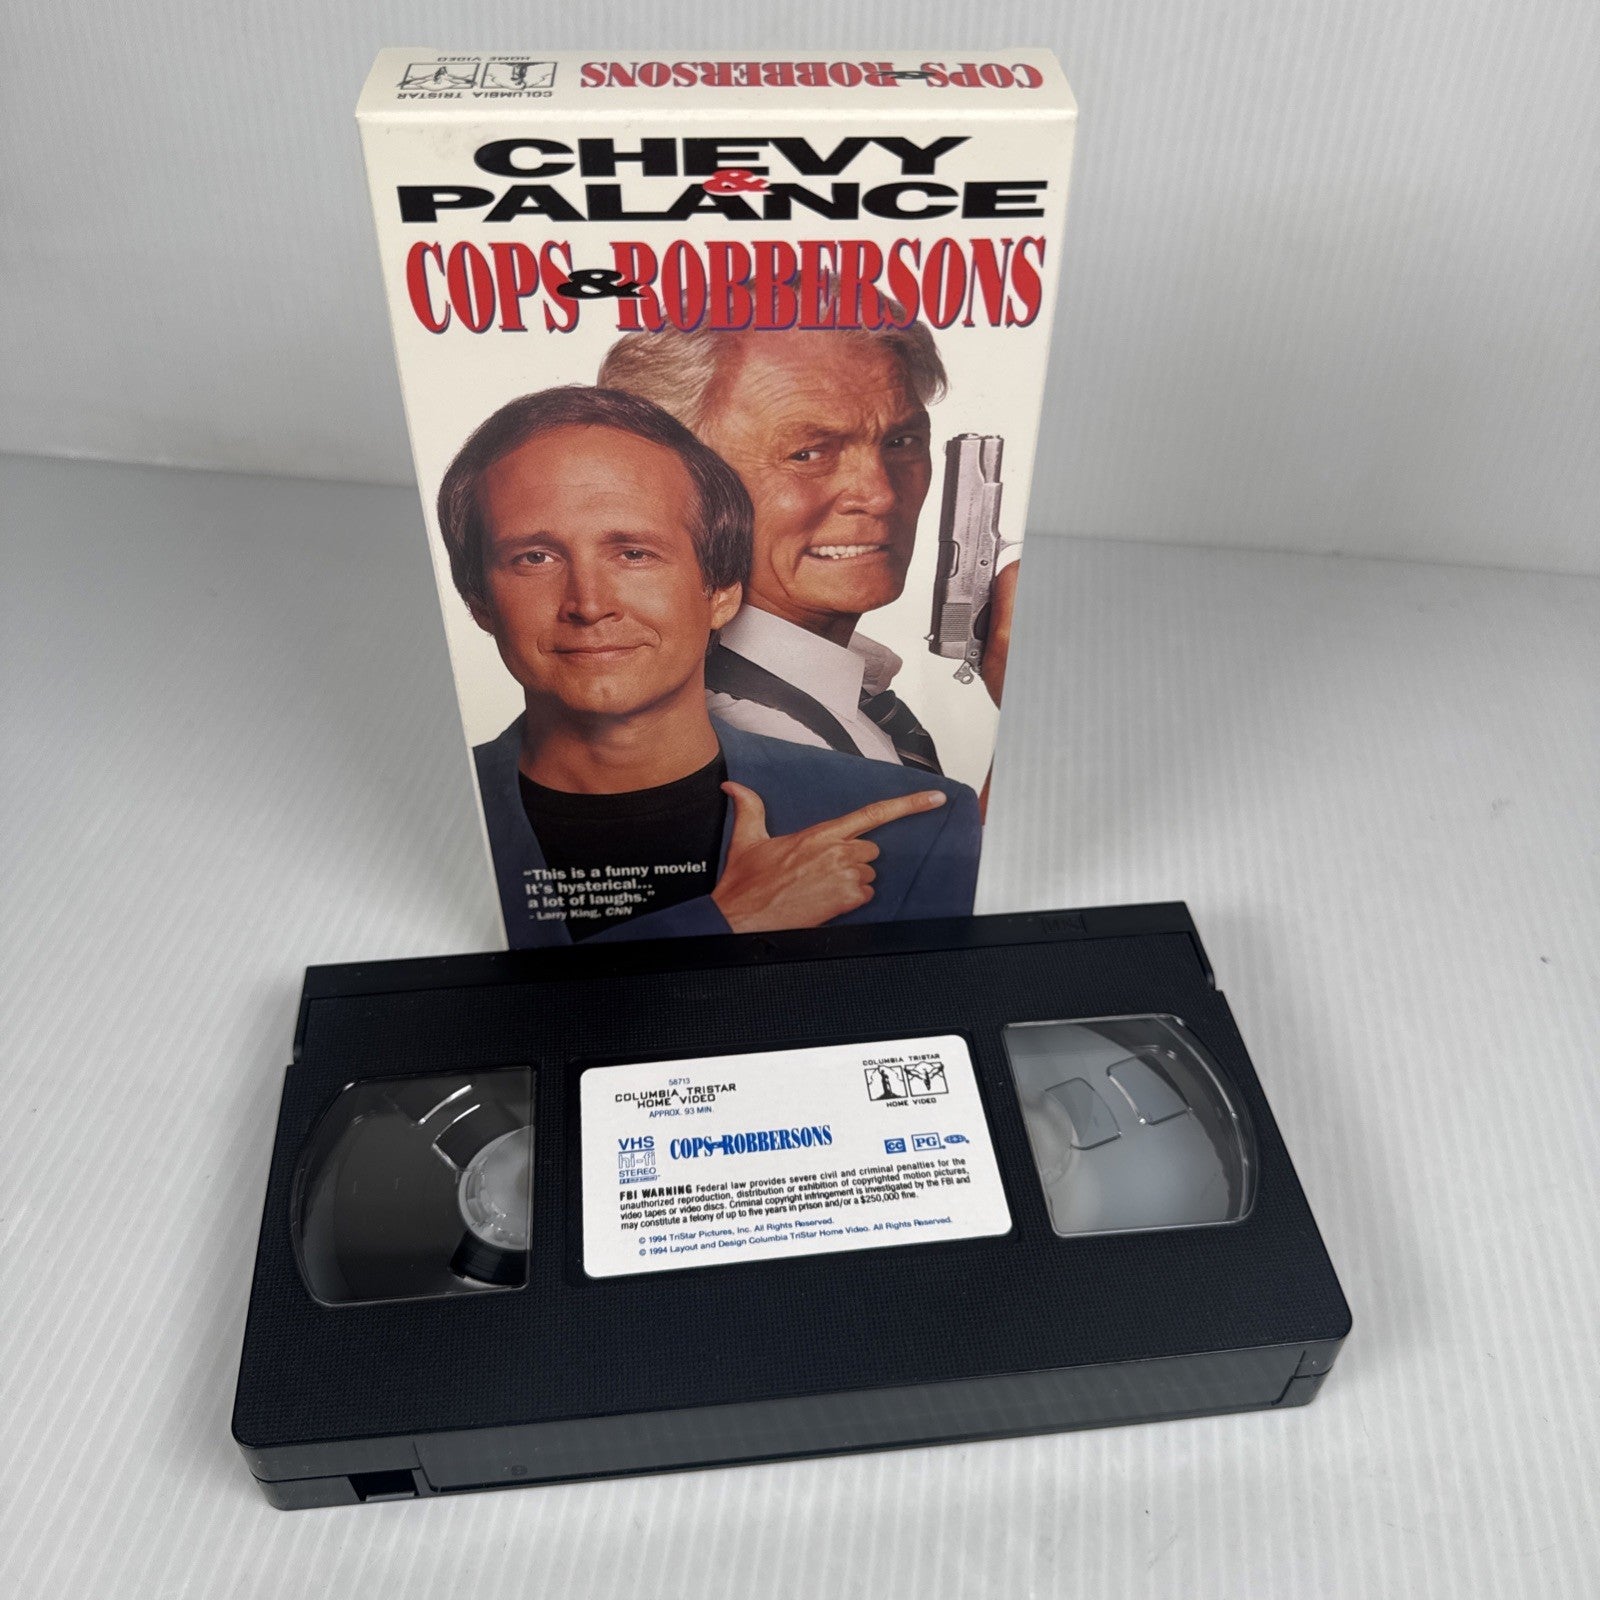 COPS & ROBBERSONS
COLUMBIA TRISTAR
HOME VIDEO
CHEVY
&
PALANCE
COPS & ROBBERSONS
"This is a funny movie!
It's hysterical...
a lot of laughs."
- Larry King, CNN
VHS
58713
COLUMBIA TRISTAR
HOME VIDEO
APPROX. 93 MIN.
COLUMBIA TRISTAR
HOME VIDEO
VHS
hi-fi
STEREO
COPS & ROBBERSONS
CC PG
FBI WARNING Federal law provides severe civil and criminal penalties for the
unauthorized reproduction, distribution or exhibition of copyrighted motion pictures,
video tapes or video discs. Criminal copyright infringement is investigated by the FBI and
may constitute a felony of up to five years in prison and/or a $250,000 fine.
© 1994 TriStar Pictures, Inc. All Rights Reserved.
© 1994 Layout and Design Columbia TriStar Home Video. All Rights Reserved.